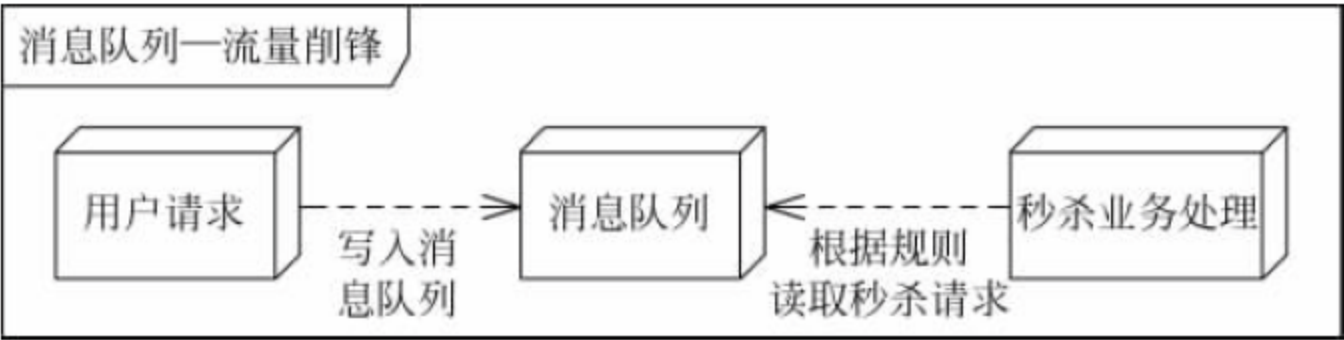 消息队列—流量削锋
用户请求
写入消
息队列
消息队列
根据规则
读取秒杀请求
秒杀业务处理